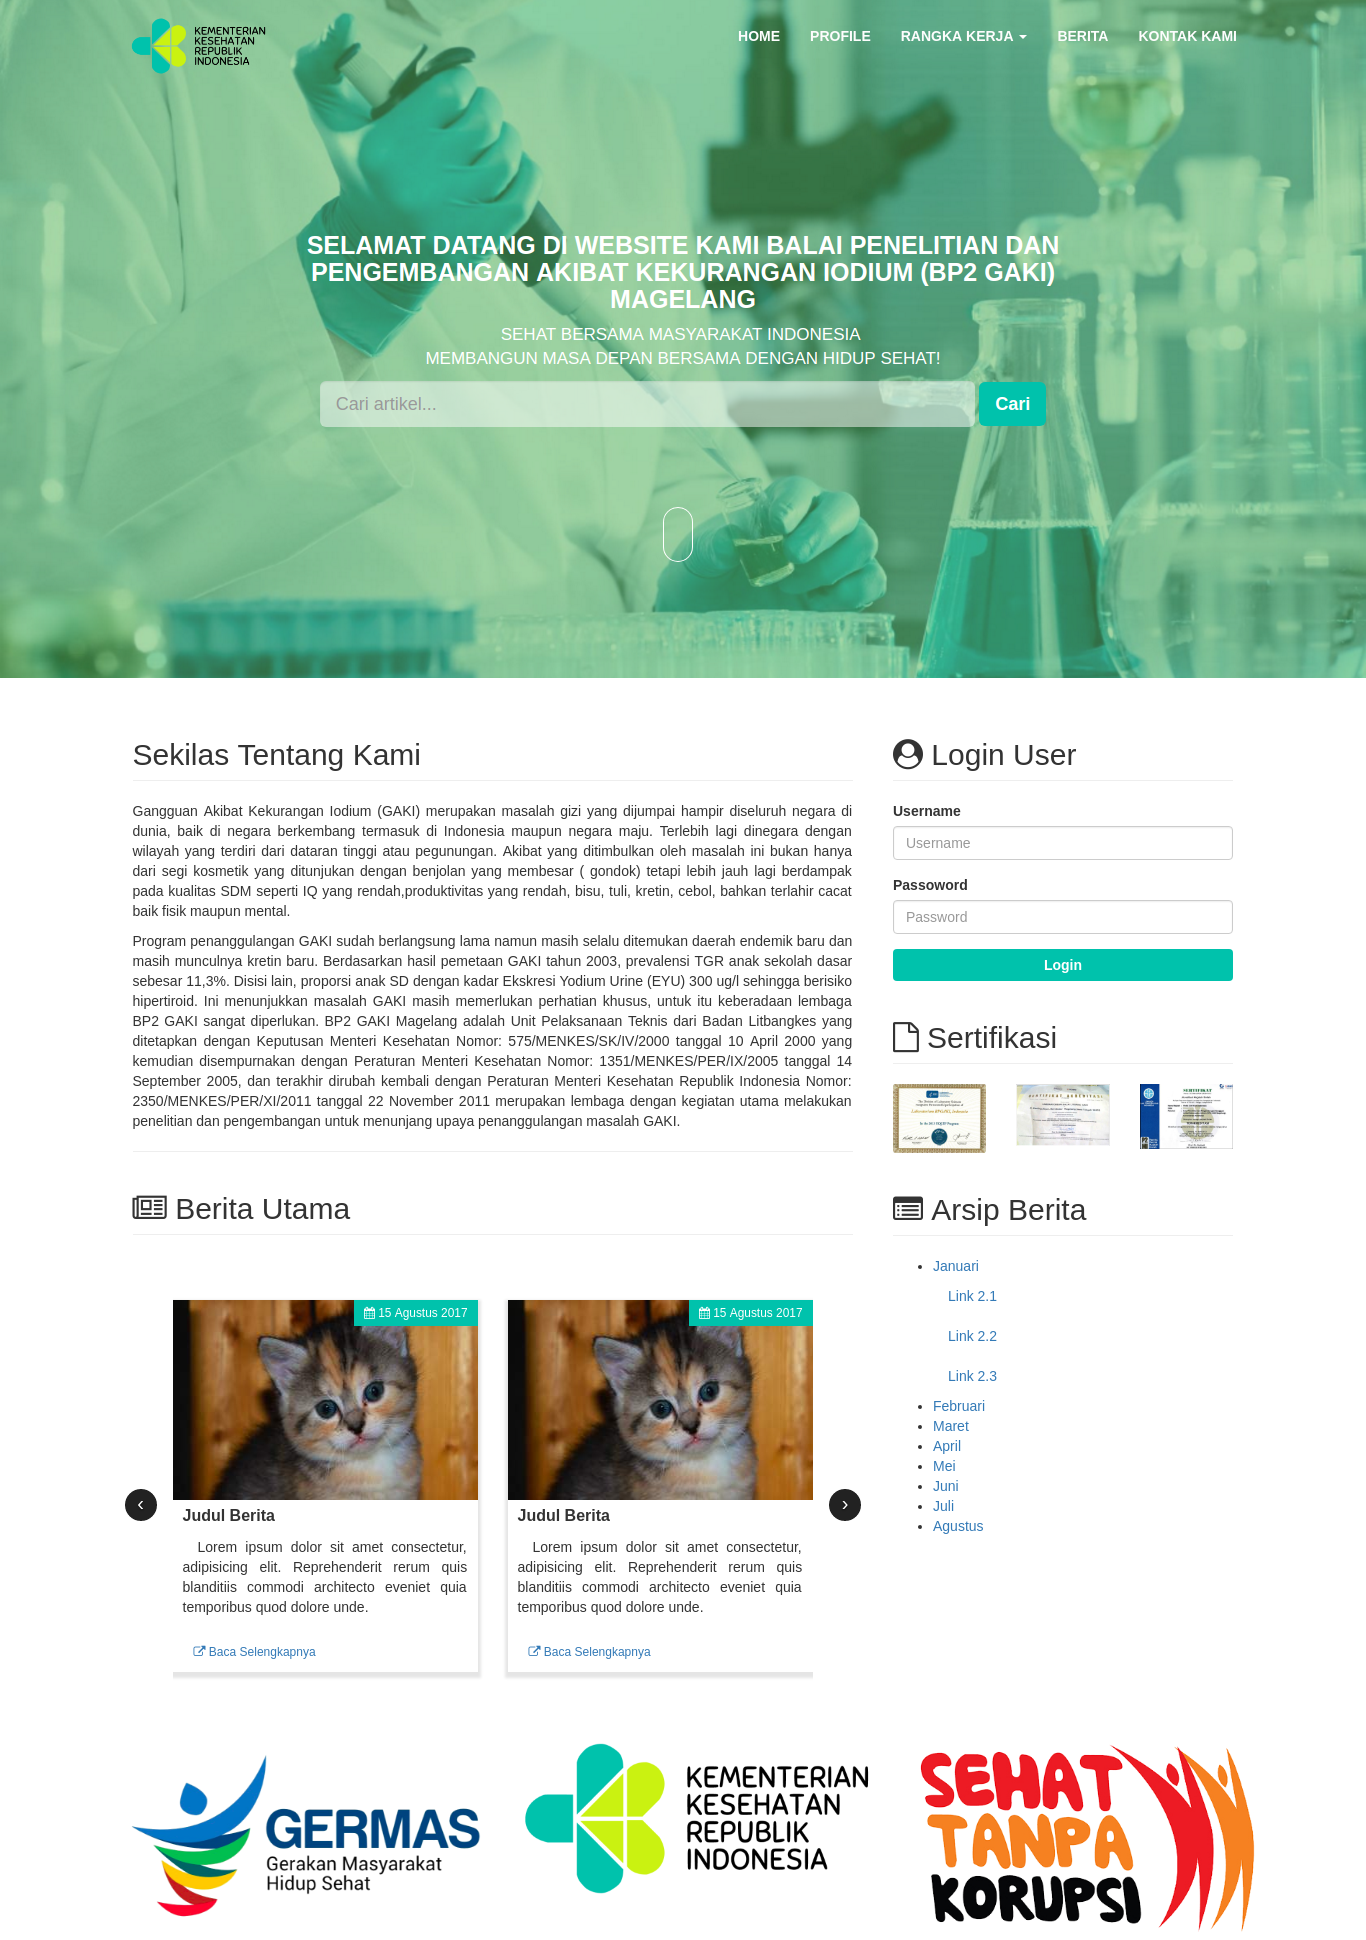 KEMENTERIAN
KESEHATAN
REPUBLIK
INDONESIA
HOME PROFILE RANGKA KERJA BERITA KONTAK KAMI
SELAMAT DATANG DI WEBSITE KAMI BALAI PENELITIAN DAN
PENGEMBANGAN AKIBAT KEKURANGAN IODIUM (BP2 GAKI)
MAGELANG
SEHAT BERSAMA MASYARAKAT INDONESIA
MEMBANGUN MASA DEPAN BERSAMA DENGAN HIDUP SEHAT!
Cari artikel... Cari
Sekilas Tentang Kami
Gangguan Akibat Kekurangan Iodium (GAKI) merupakan masalah gizi yang dijumpai hampir diseluruh negara di
dunia, baik di negara berkembang termasuk di Indonesia maupun negara maju. Terlebih lagi dinegara dengan
wilayah yang terdiri dari dataran tinggi atau pegunungan. Akibat yang ditimbulkan oleh masalah ini bukan hanya
dari segi kosmetik yang ditunjukan dengan benjolan yang membesar ( gondok) tetapi lebih jauh lagi berdampak
pada kualitas SDM seperti IQ yang rendah,produktivitas yang rendah, bisu, tuli, kretin, cebol, bahkan terlahir cacat
baik fisik maupun mental.
Program penanggulangan GAKI sudah berlangsung lama namun masih selalu ditemukan daerah endemik baru dan
masih munculnya kretin baru. Berdasarkan hasil pemetaan GAKI tahun 2003, prevalensi TGR anak sekolah dasar
sebesar 11,3%. Disisi lain, proporsi anak SD dengan kadar Ekskresi Yodium Urine (EYU) 300 ug/l sehingga berisiko
hipertiroid. Ini menunjukkan masalah GAKI masih memerlukan perhatian khusus, untuk itu keberadaan lembaga
BP2 GAKI sangat diperlukan. BP2 GAKI Magelang adalah Unit Pelaksanaan Teknis dari Badan Litbangkes yang
ditetapkan dengan Keputusan Menteri Kesehatan Nomor: 575/MENKES/SK/IV/2000 tanggal 10 April 2000 yang
kemudian disempurnakan dengan Peraturan Menteri Kesehatan Nomor: 1351/MENKES/PER/IX/2005 tanggal 14
September 2005, dan terakhir dirubah kembali dengan Peraturan Menteri Kesehatan Republik Indonesia Nomor:
2350/MENKES/PER/XI/2011 tanggal 22 November 2011 merupakan lembaga dengan kegiatan utama melakukan
penelitian dan pengembangan untuk menunjang upaya penanggulangan masalah GAKI.
Login User
Username
Username
Passoword
Password
Login
Sertifikasi
Berita Utama
15 Agustus 2017
Judul Berita
Lorem ipsum dolor sit amet consectetur,
adipisicing elit. Reprehenderit rerum quis
blanditiis commodi architecto eveniet quia
temporibus quod dolore unde.
Baca Selengkapnya
15 Agustus 2017
Judul Berita
Lorem ipsum dolor sit amet consectetur,
adipisicing elit. Reprehenderit rerum quis
blanditiis commodi architecto eveniet quia
temporibus quod dolore unde.
Baca Selengkapnya
Arsip Berita
Januari
Link 2.1
Link 2.2
Link 2.3
Februari
Maret
April
Mei
Juni
Juli
Agustus
GERMAS
Gerakan Masyarakat
Hidup Sehat
KEMENTERIAN
KESEHATAN
REPUBLIK
INDONESIA
SEHAT
TANPA
KORUPSI